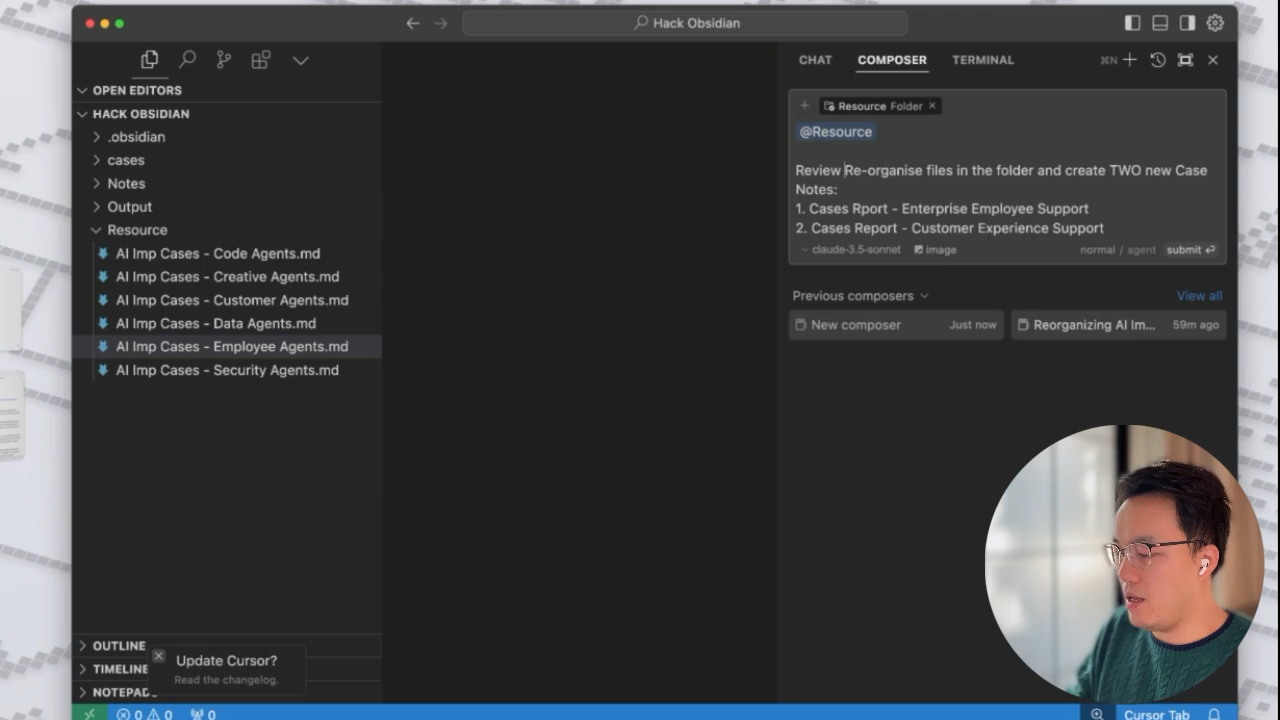 Hack Obsidian
OPEN EDITORS
HACK OBSIDIAN
.obsidian
cases
Notes
Output
Resource
AI Imp Cases - Code Agents.md
AI Imp Cases - Creative Agents.md
AI Imp Cases - Customer Agents.md
AI Imp Cases - Data Agents.md
AI Imp Cases - Employee Agents.md
AI Imp Cases - Security Agents.md
OUTLINE
TIMELINE
NOTEPADS
Update Cursor?
Read the changelog.
CHAT COMPOSER TERMINAL ⌘N
Resource Folder ×
@Resource
Review Re-organise files in the folder and create TWO new Case
Notes:
1. Cases Rport - Enterprise Employee Support
2. Cases Report - Customer Experience Support
claude-3.5-sonnet image normal / agent submit
Previous composers View all
New composer Just now Reorganizing AI Im... 59m ago
0 0 0 Cursor Tab